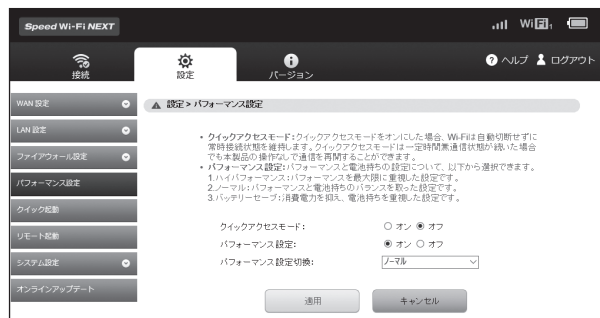 Speed Wi-Fi NEXT
WiFi 1
接続
設定
バージョン
ヘルプ
ログアウト
WAN 設定
LAN 設定
ファイアウォール設定
パフォーマンス設定
クイック起動
リモート起動
システム設定
オンラインアップデート
設定 > パフォーマンス設定
• クイックアクセスモード:クイックアクセスモードをオンにした場合、Wi-Fiは自動切断せずに
常時接続状態を維持します。クイックアクセスモードは一定時間無通信状態が続いた場合
でも本製品の操作なしで通信を再開することができます。
• パフォーマンス設定:パフォーマンスと電池持ちの設定について、以下から選択できます。
1.ハイパフォーマンス:パフォーマンスを最大限に重視した設定です。
2.ノーマル:パフォーマンスと電池持ちのバランスを取った設定です。
3.バッテリーセーブ:消費電力を抑え、電池持ちを重視した設定です。
クイックアクセスモード: オン オフ
パフォーマンス設定: オン オフ
パフォーマンス設定切換: ノーマル
適用
キャンセル